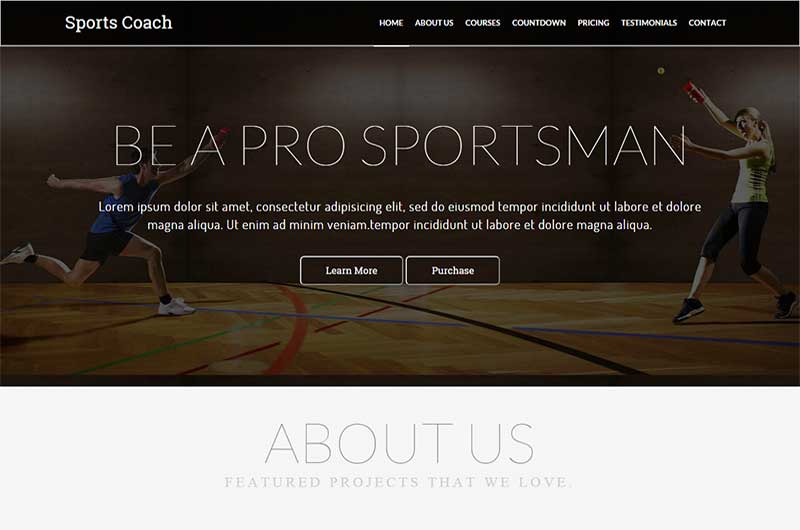 Sports Coach
HOME ABOUT US COURSES COUNTDOWN PRICING TESTIMONIALS CONTACT
BE A PRO SPORTSMAN
Lorem ipsum dolor sit amet, consectetur adipisicing elit, sed do eiusmod tempor incididunt ut labore et dolore
magna aliqua. Ut enim ad minim veniam.tempor incididunt ut labore et dolore magna aliqua.
Learn More Purchase
ABOUT US
FEATURED PROJECTS THAT WE LOVE.